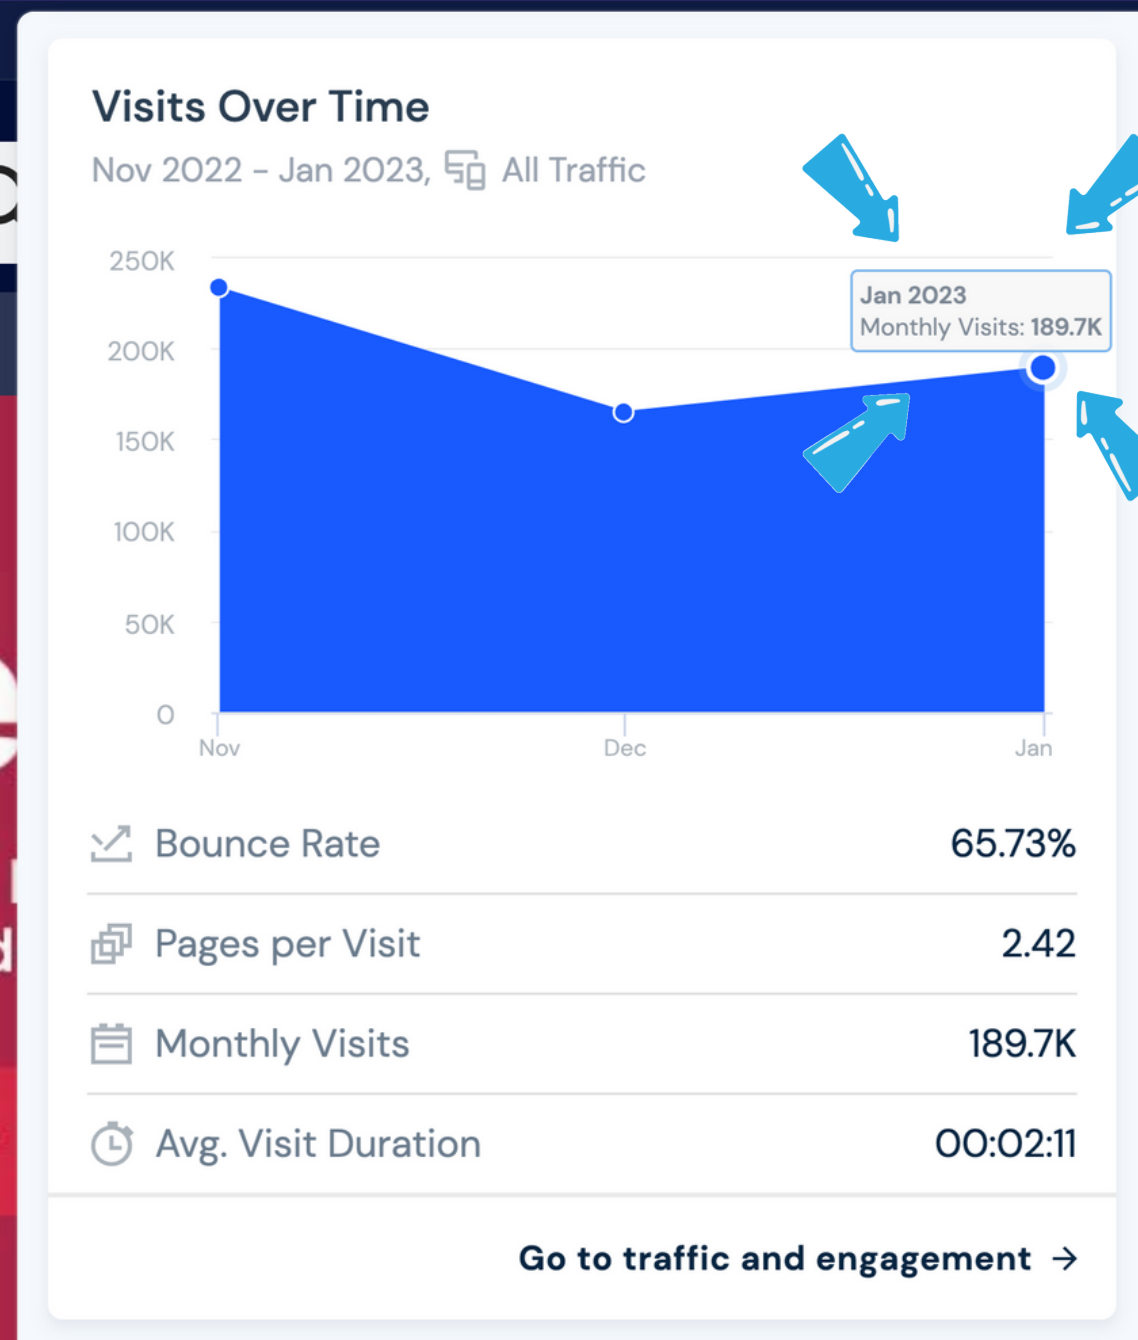 Visits Over Time
Nov 2022 - Jan 2023, All Traffic
250K
200K
150K
100K
50K
0
Jan 2023
Monthly Visits: 189.7K
Nov Dec Jan
Bounce Rate 65.73%
Pages per Visit 2.42
Monthly Visits 189.7K
Avg. Visit Duration 00:02:11
Go to traffic and engagement →